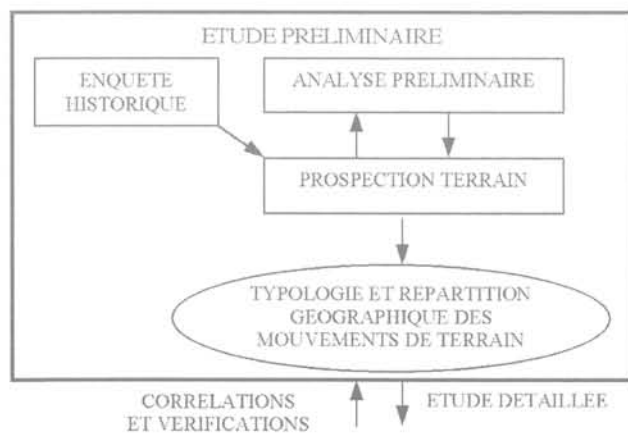 ETUDE PRELIMINAIRE
ENQUETE
HISTORIQUE
ANALYSE PRELIMINAIRE
PROSPECTION TERRAIN
TYPOLOGIE ET REPARTITION
GEOGRAPHIQUE DES
MOUVEMENTS DE TERRAIN
CORRELATIONS
ET VERIFICATIONS
ETUDE DETAILLEE